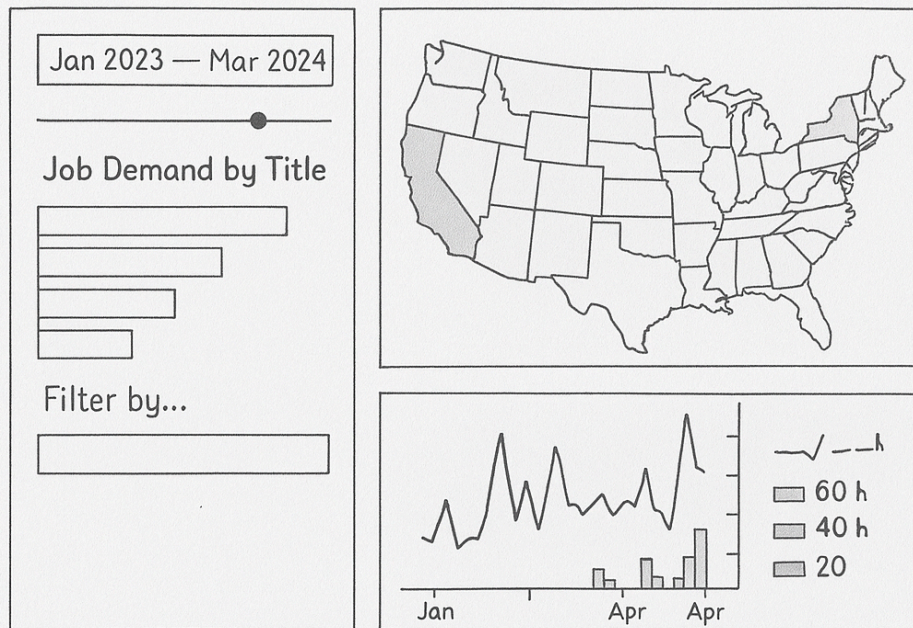 Jan 2023 — Mar 2024
Job Demand by Title
Filter by...
h
60 h
40 h
20
Jan
Apr
Apr